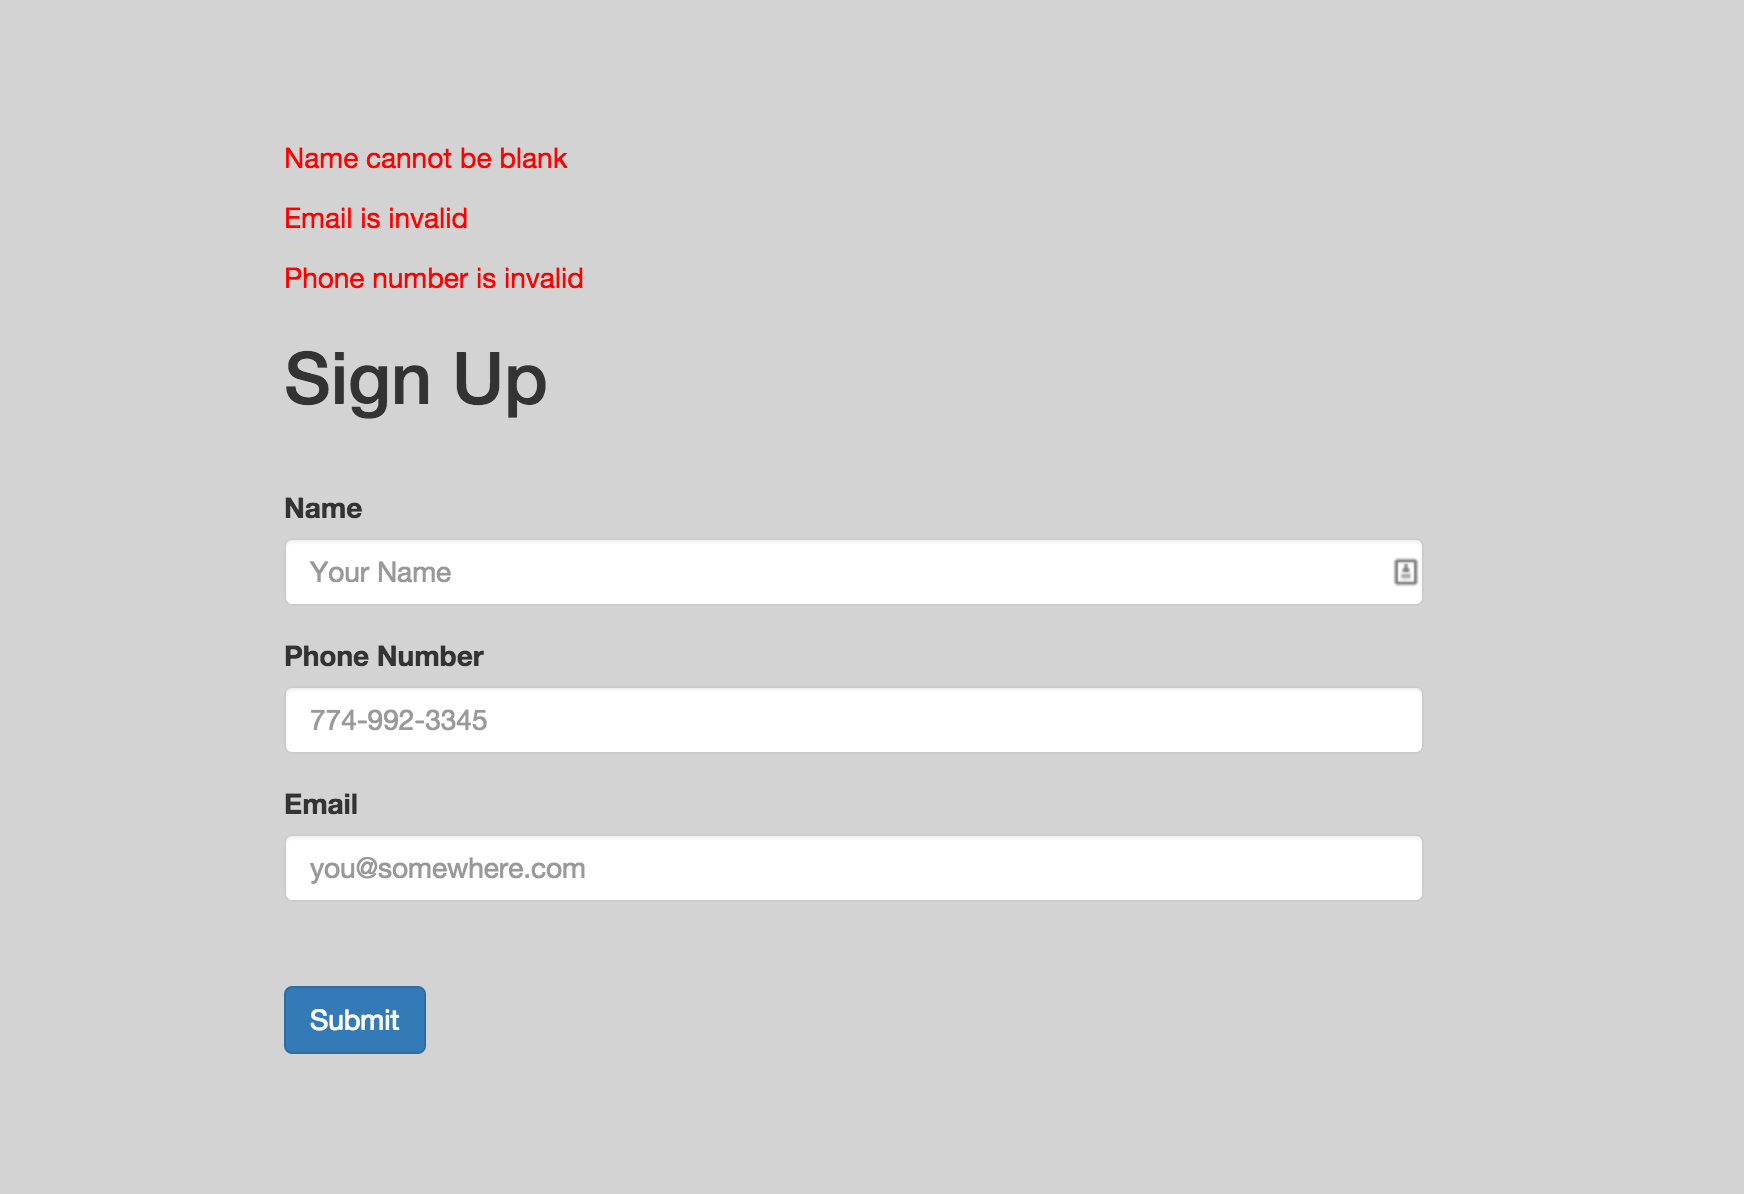 Name cannot be blank
Email is invalid
Phone number is invalid
Sign Up
Name
Your Name
Phone Number
774-992-3345
Email
you@somewhere.com
Submit